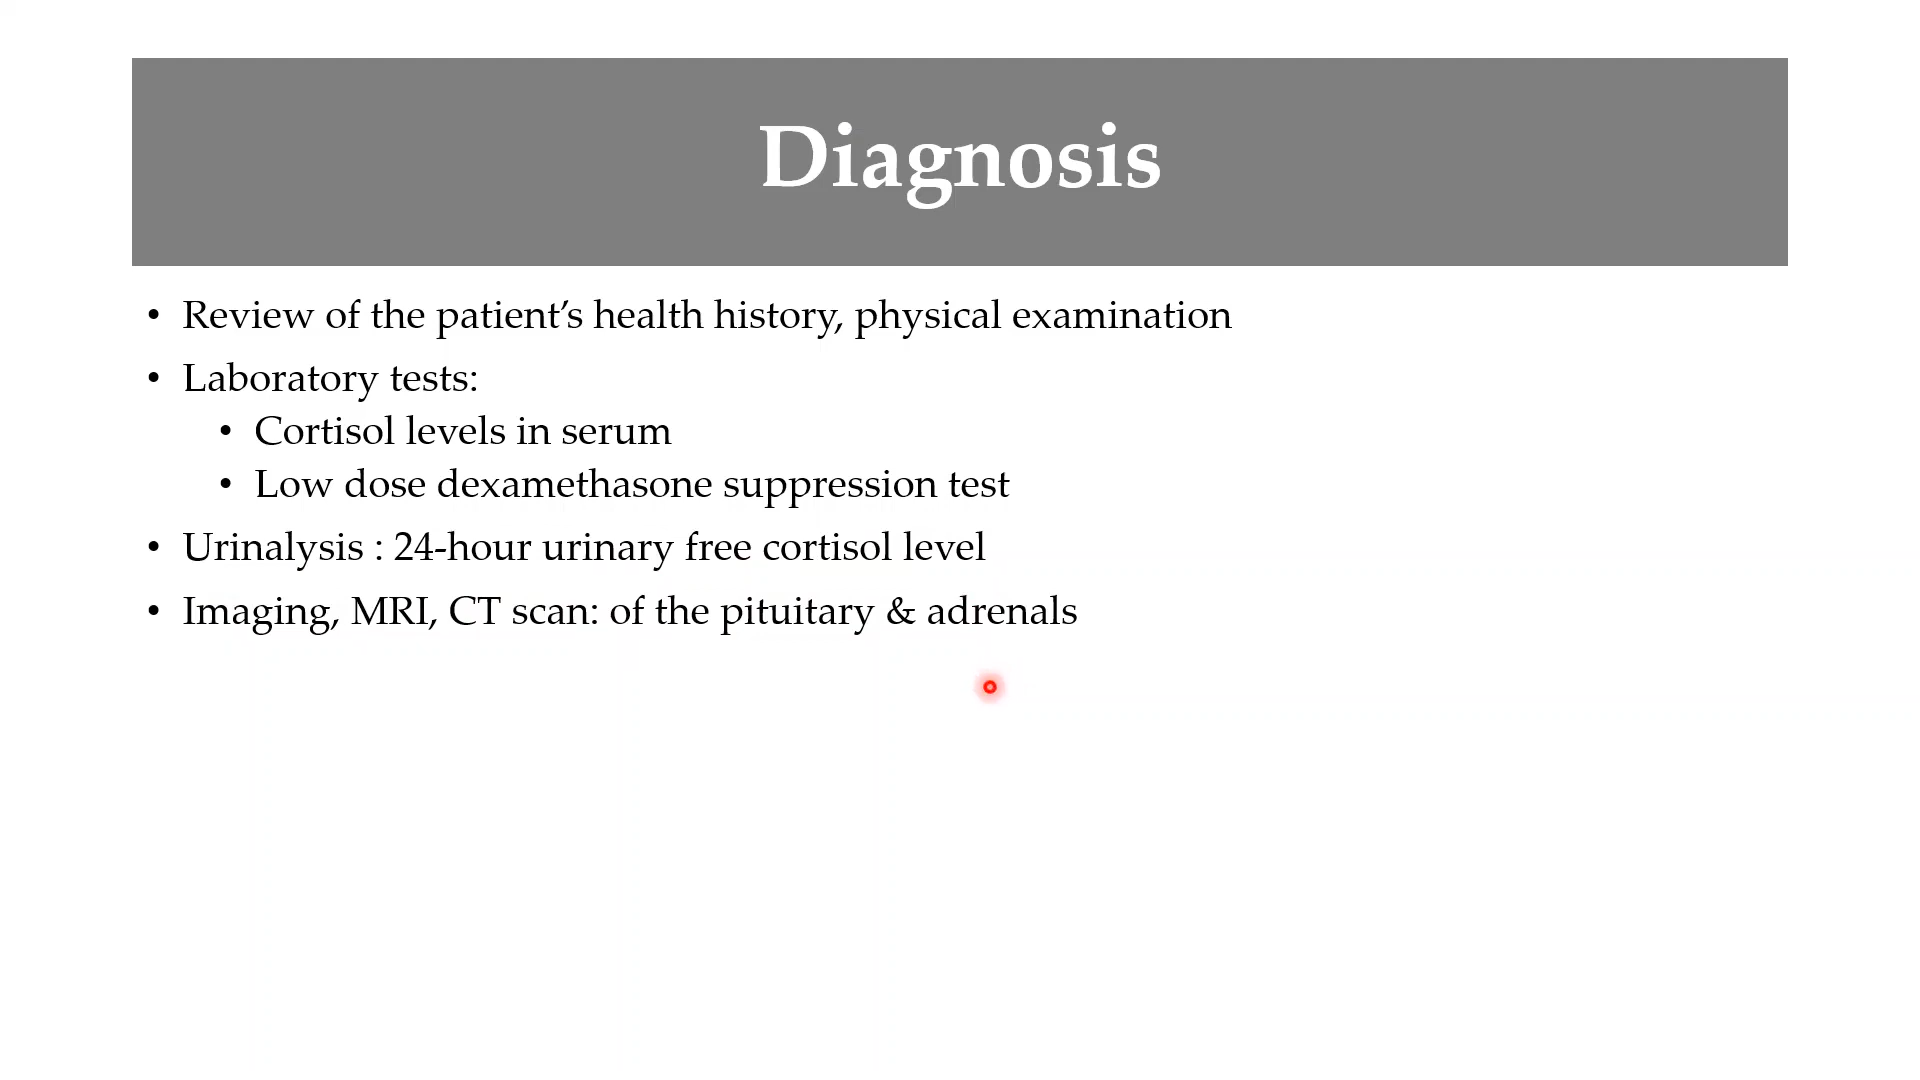 Diagnosis
• Review of the patient’s health history, physical examination
• Laboratory tests:
• Cortisol levels in serum
• Low dose dexamethasone suppression test
• Urinalysis : 24-hour urinary free cortisol level
• Imaging, MRI, CT scan: of the pituitary & adrenals